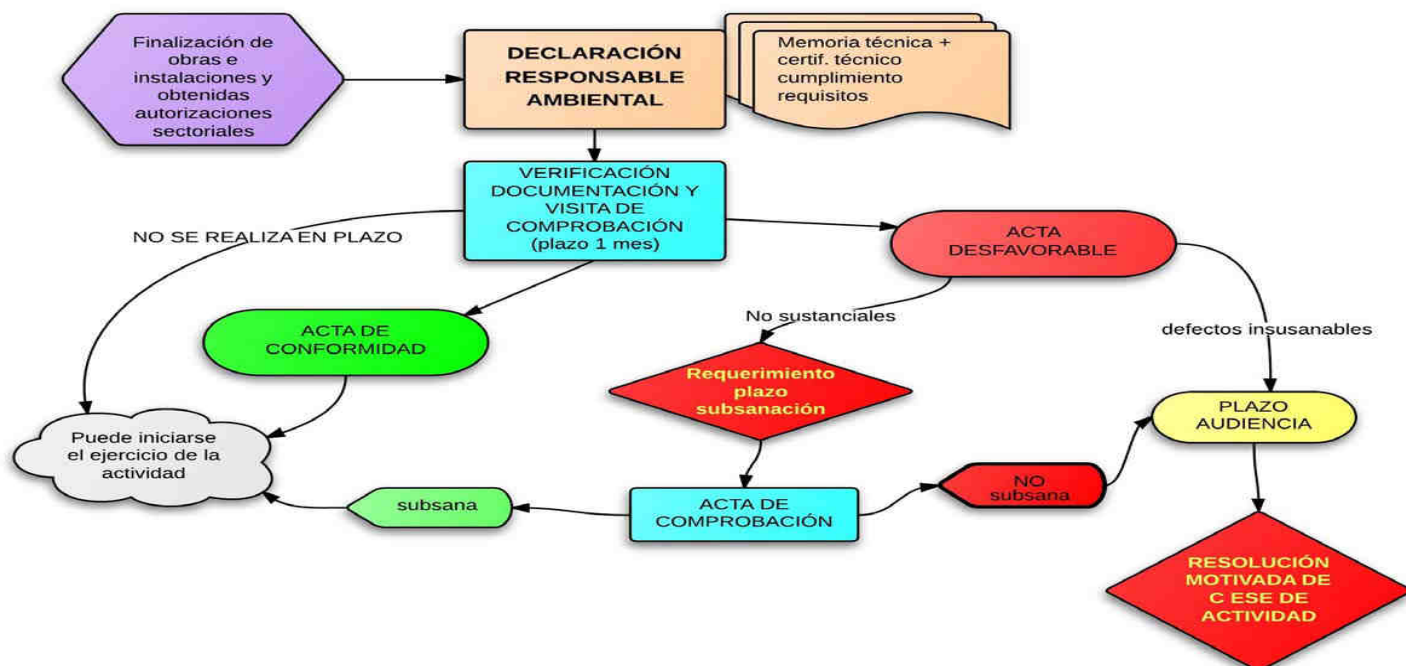 Finalización de
obras e
instalaciones y
obtenidas
autorizaciones
sectoriales
DECLARACIÓN
RESPONSABLE
AMBIENTAL
Memoria técnica +
certif. técnico
cumplimiento
requisitos
VERIFICACIÓN
DOCUMENTACIÓN Y
VISITA DE
COMPROBACIÓN
(plazo 1 mes)
NO SE REALIZA EN PLAZO
ACTA
DESFAVORABLE
ACTA DE
CONFORMIDAD
No sustanciales
defectos insusanables
Requerimiento
plazo
subsanación
PLAZO
AUDIENCIA
Puede iniciarse
el ejercicio de la
actividad
subsana
ACTA DE
COMPROBACIÓN
NO
subsana
RESOLUCIÓN
MOTIVADA DE
C ESE DE
ACTIVIDAD